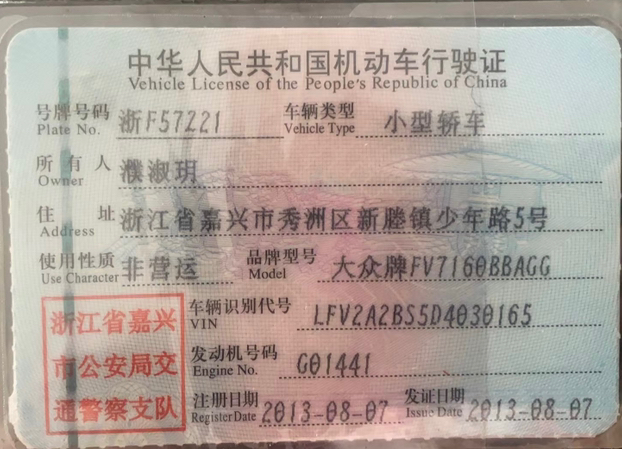 中华人民共和国机动车行驶证
Vehicle License of the People's Republic of China
号牌号码 浙F57221 车辆类型 小型轿车
Plate No. Vehicle Type
所有人 濮淑玥
Owner
住址 浙江省嘉兴市秀洲区新塍镇少年路5号
Address
使用性质 非营运 品牌型号 大众牌FV7160BBAGG
Use Character Model
浙江省嘉兴
市公安局交
通警察支队
车辆识别代号 LFV2A2BS5D4030165
VIN
发动机号码 G01441
Engine No.
注册日期 2013-08-07 发证日期 2013-08-07
Register Date Issue Date